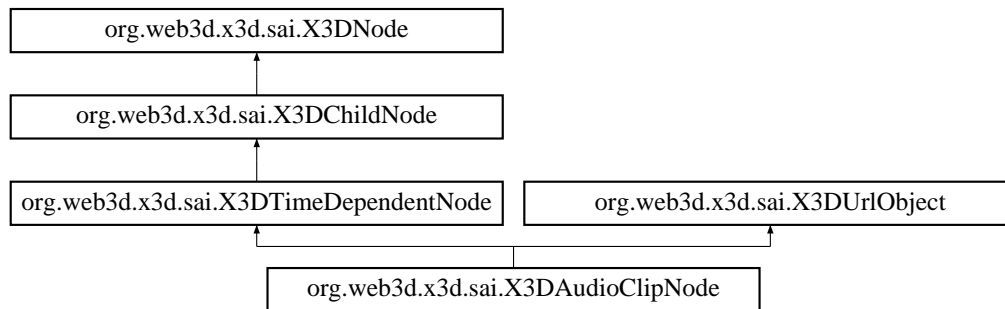 org.web3d.x3d.sai.X3DNode
org.web3d.x3d.sai.X3DChildNode
org.web3d.x3d.sai.X3DTimeDependentNode
org.web3d.x3d.sai.X3DUrlObject
org.web3d.x3d.sai.X3DAudioClipNode